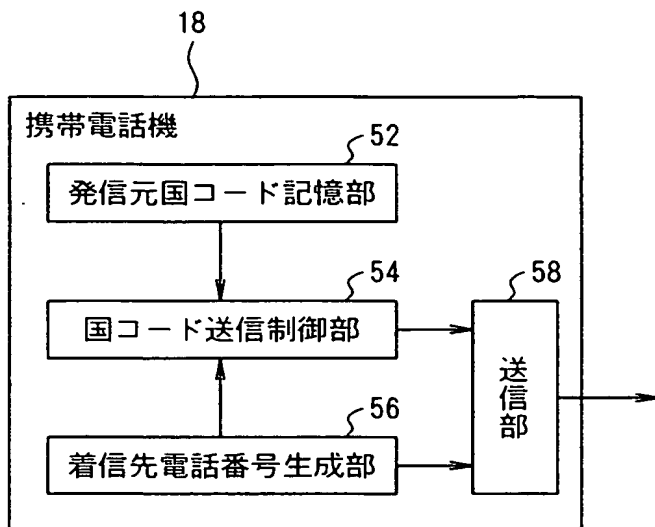 18
携帯電話機
52
発信元国コード記憶部
54
58
国コード送信制御部
送信部
56
着信先電話番号生成部